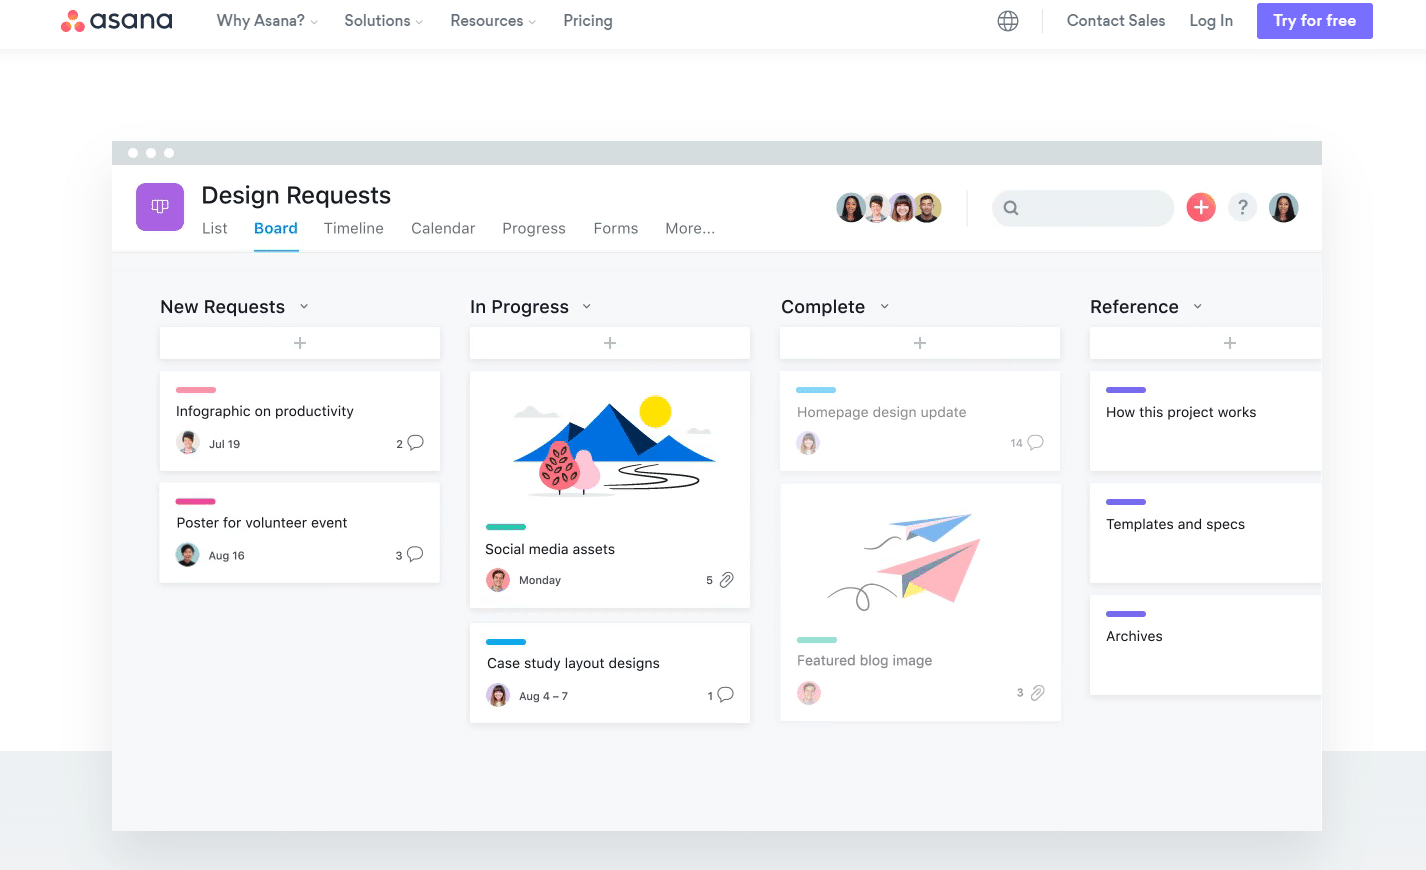 asana
Why Asana? Solutions Resources Pricing Contact Sales Log In Try for free
Design Requests
List Board Timeline Calendar Progress Forms More...
?
New Requests
+
Infographic on productivity
Jul 19 2
Poster for volunteer event
Aug 16 3
In Progress
+
Social media assets
Monday 5
Case study layout designs
Aug 4 – 7 1
Complete
+
Homepage design update
14
Featured blog image
3
Reference
+
How this project works
Templates and specs
Archives